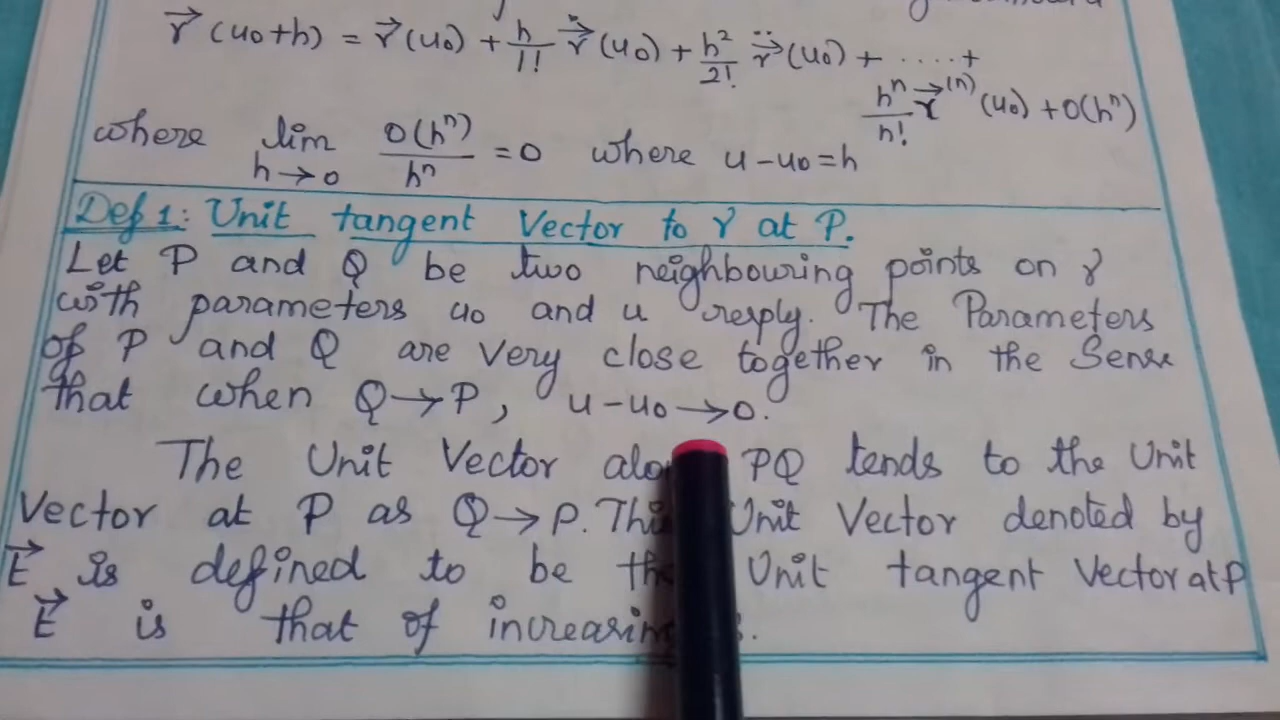 r⃗ (u₀+h) = r⃗(u₀) + h/1! ṙ⃗(u₀) + h²/2! r̈⃗(u₀) + ..... +
hⁿ/n! r⃗⁽ⁿ⁾(u₀) + O(hⁿ)
where lim h→0 O(hⁿ)/hⁿ = 0 where u-u₀=h
Def 1: Unit tangent Vector to γ at P.
Let P and Q be two neighbouring points on γ
with parameters u₀ and u resply. The Parameters
of P and Q are very close together in the Sense
that when Q→P, u-u₀→0.
The Unit Vector PQ tends to the Unit
Vector at P as Q→P. Unit Vector denoted by
t⃗ is defined to be Unit tangent Vector at P
t⃗ is that of